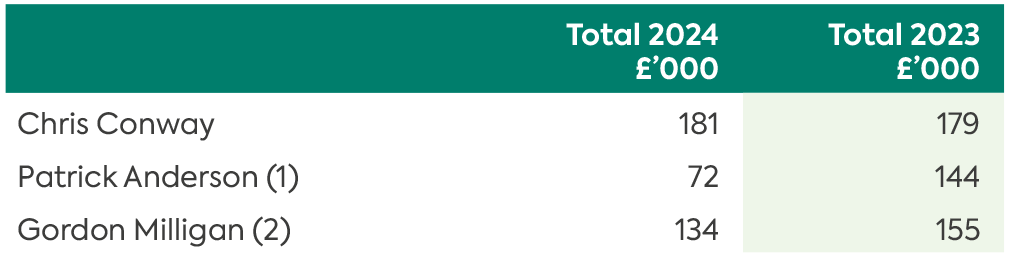 Total 2024 Total 2023
£’000 £’000
Chris Conway 181 179
Patrick Anderson (1) 72 144
Gordon Milligan (2) 134 155